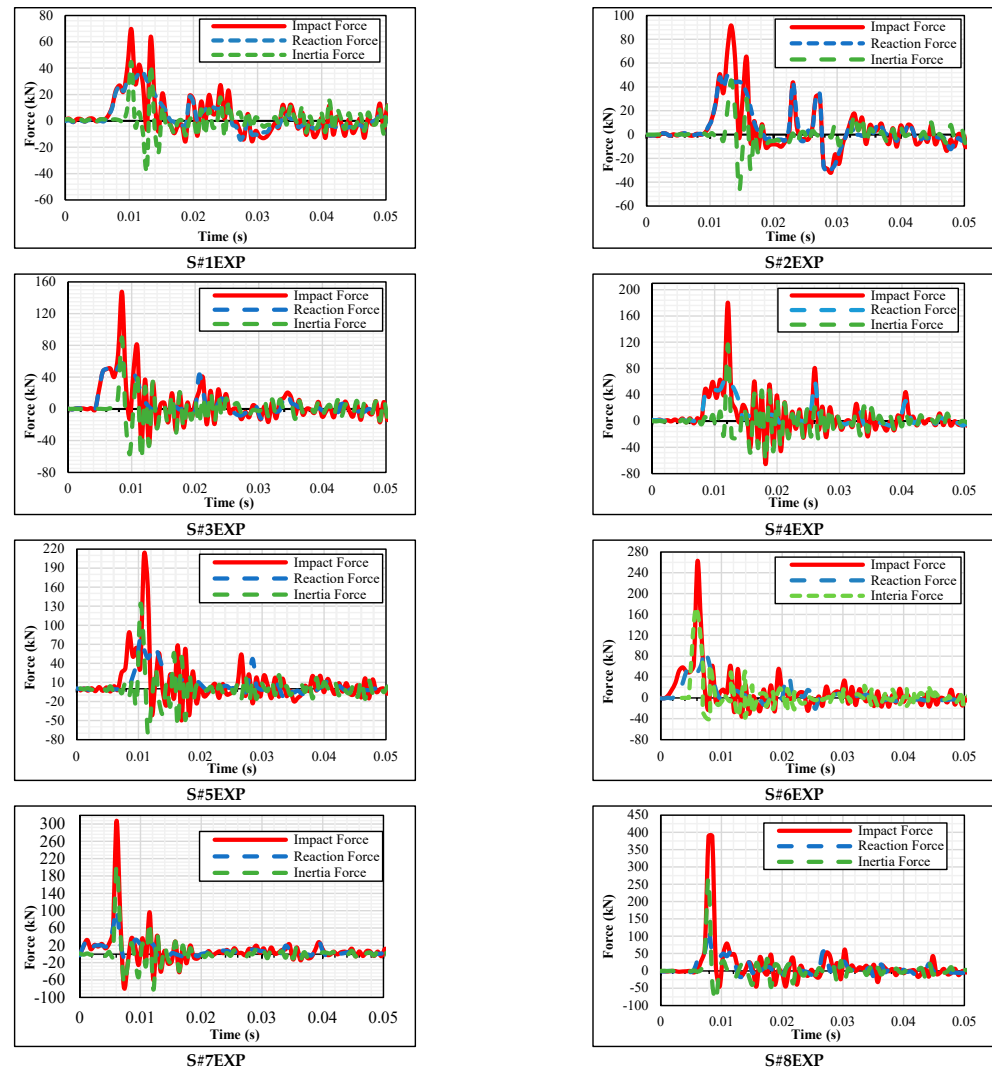 80
60
40
20
0
-20
-40
-60
Force (kN)
Impact Force
Reaction Force
Inertia Force
0 0.01 0.02 0.03 0.04 0.05
Time (s)
S#1EXP
100
80
60
40
20
0
-20
-40
-60
Force (kN)
Impact Force
Reaction Force
Inertia Force
0 0.01 0.02 0.03 0.04 0.05
Time (s)
S#2EXP
160
120
80
40
0
-40
-80
Force (kN)
Impact Force
Reaction Force
Inertia Force
0 0.01 0.02 0.03 0.04 0.05
Time (s)
S#3EXP
200
160
120
80
40
0
-40
-80
Force (kN)
Impact Force
Reaction Force
Inertia Force
0 0.01 0.02 0.03 0.04 0.05
Time (s)
S#4EXP
220
190
160
130
100
70
40
10
-20
-50
-80
Force (kN)
Impact Force
Reaction Force
Inertia Force
0 0.01 0.02 0.03 0.04 0.05
Time (s)
S#5EXP
280
240
200
160
120
80
40
0
-40
-80
Force (kN)
Impact Force
Reaction Force
Interia Force
0 0.01 0.02 0.03 0.04 0.05
Time (s)
S#6EXP
300
260
220
180
140
100
60
20
-20
-60
-100
Force (kN)
Impact Force
Reaction Force
Inertia Force
0 0.01 0.02 0.03 0.04 0.05
Time (s)
S#7EXP
450
400
350
300
250
200
150
100
50
0
-50
-100
Force (kN)
Impact Force
Reaction Force
Inertia Force
0 0.01 0.02 0.03 0.04 0.05
Time (s)
S#8EXP